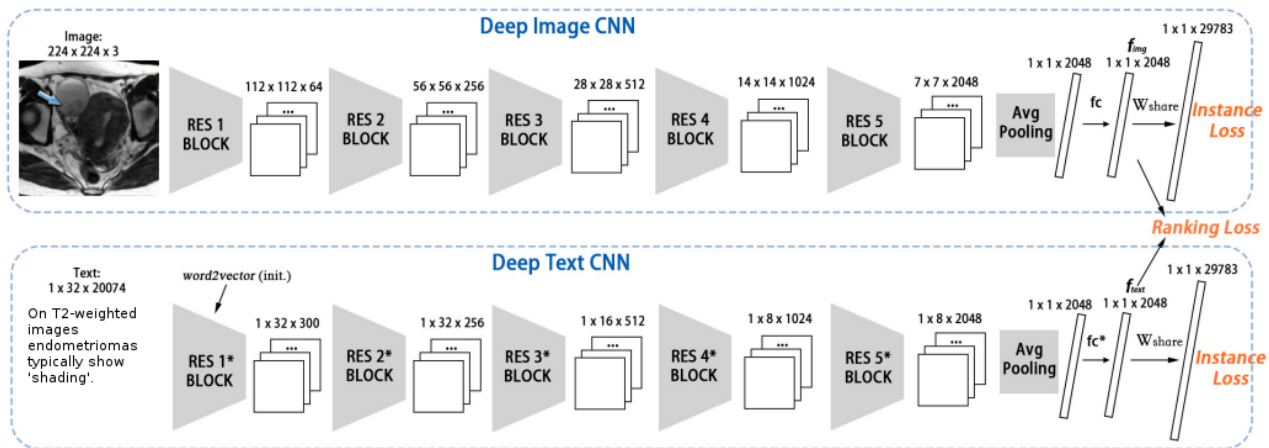 Deep Image CNN
Image:
224 x 224 x 3
RES 1
BLOCK
112 x 112 x 64
...
RES 2
BLOCK
56 x 56 x 256
...
RES 3
BLOCK
28 x 28 x 512
...
RES 4
BLOCK
14 x 14 x 1024
...
RES 5
BLOCK
7 x 7 x 2048
...
Avg
Pooling
1 x 1 x 2048
fc
fimg
1 x 1 x 2048
Wshare
1 x 1 x 29783
Instance
Loss
Ranking Loss
Deep Text CNN
Text:
1 x 32 x 20074
On T2-weighted
images
endometriomas
typically show
'shading'.
word2vector (init.)
RES 1*
BLOCK
1 x 32 x 300
...
RES 2*
BLOCK
1 x 32 x 256
...
RES 3*
BLOCK
1 x 16 x 512
...
RES 4*
BLOCK
1 x 8 x 1024
...
RES 5*
BLOCK
1 x 8 x 2048
...
Avg
Pooling
1 x 1 x 2048
fc*
ftext
1 x 1 x 2048
Wshare
1 x 1 x 29783
Instance
Loss